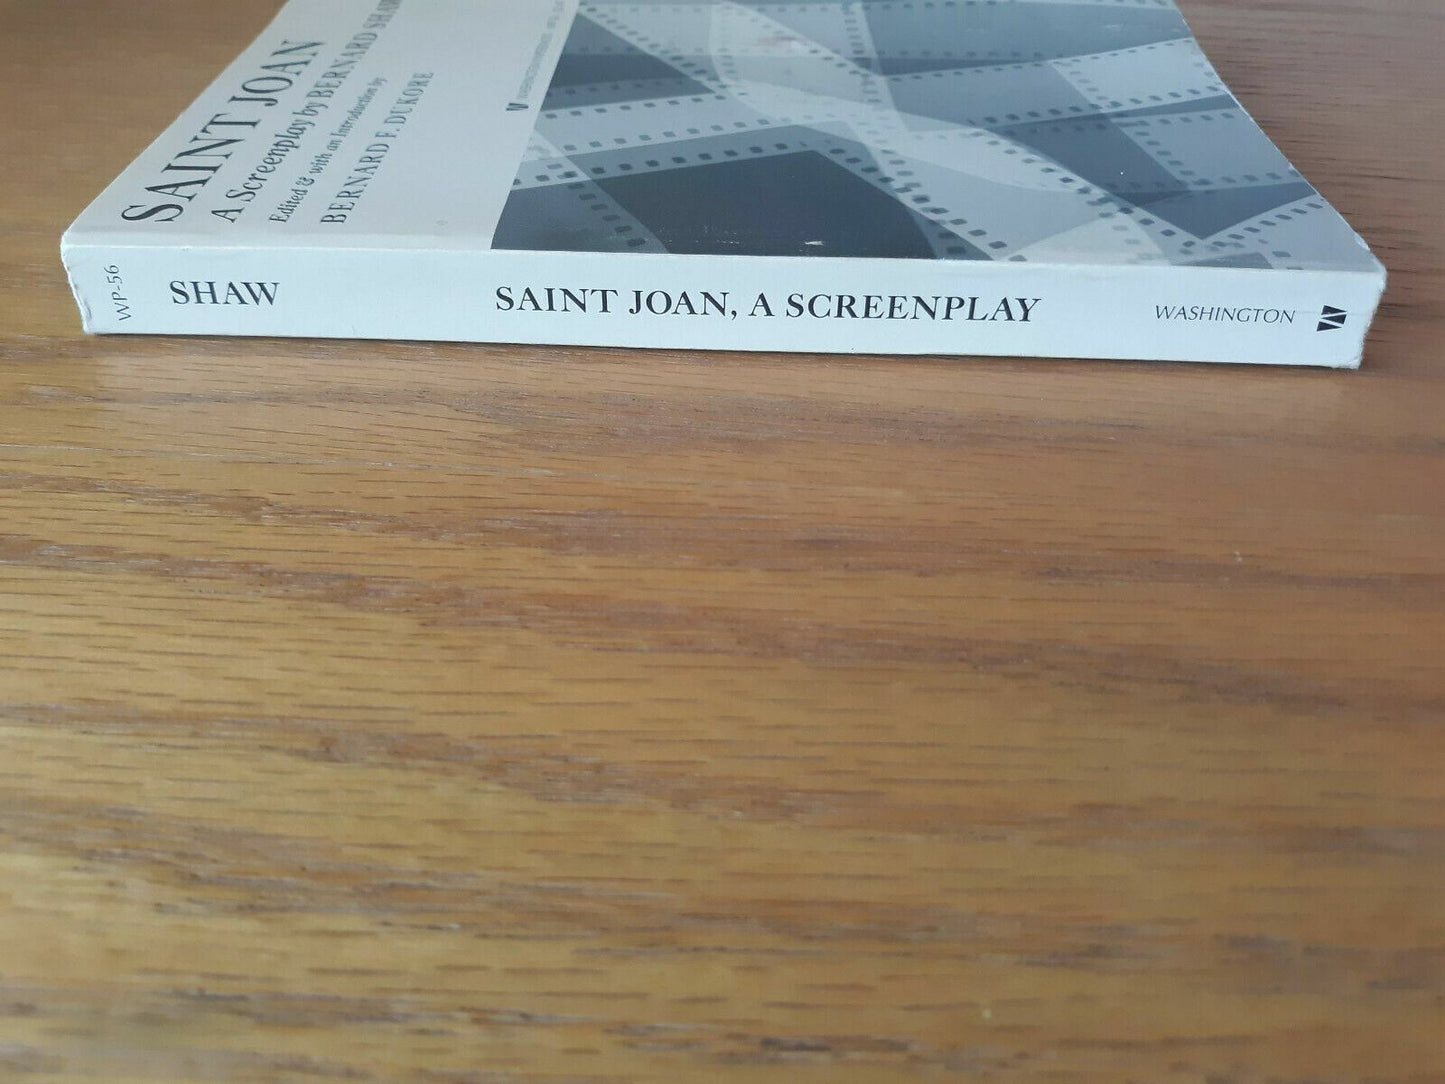 SAINT JOAN
A Screenplay by BERNARD SHAW
Edited & with an Introduction by
BERNARD F. DUKORE
WP-56
SHAW
SAINT JOAN, A SCREENPLAY
WASHINGTON